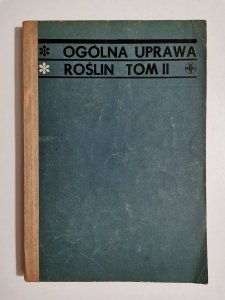 OGÓLNA UPRAWA
ROŚLIN TOM II